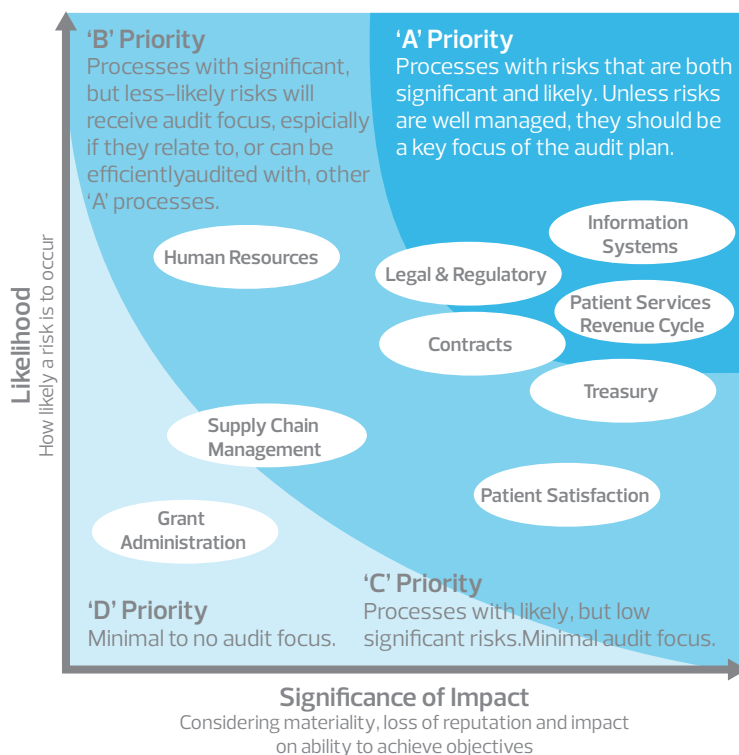 ‘B’ Priority
Processes with significant,
but less–likely risks will
receive audit focus, espicially
if they relate to, or can be
efficientlyaudited with, other
‘A’ processes.
‘A’ Priority
Processes with risks that are both
significant and likely. Unless risks
are well managed, they should be
a key focus of the audit plan.
Information
Systems
Human Resources
Legal & Regulatory
Patient Services
Revenue Cycle
Contracts
Treasury
Supply Chain
Management
Patient Satisfaction
Grant
Administration
‘D’ Priority
Minimal to no audit focus.
‘C’ Priority
Processes with likely, but low
significant risks.Minimal audit focus.
Likelihood
How likely a risk is to occur
Significance of Impact
Considering materiality, loss of reputation and impact
on ability to achieve objectives